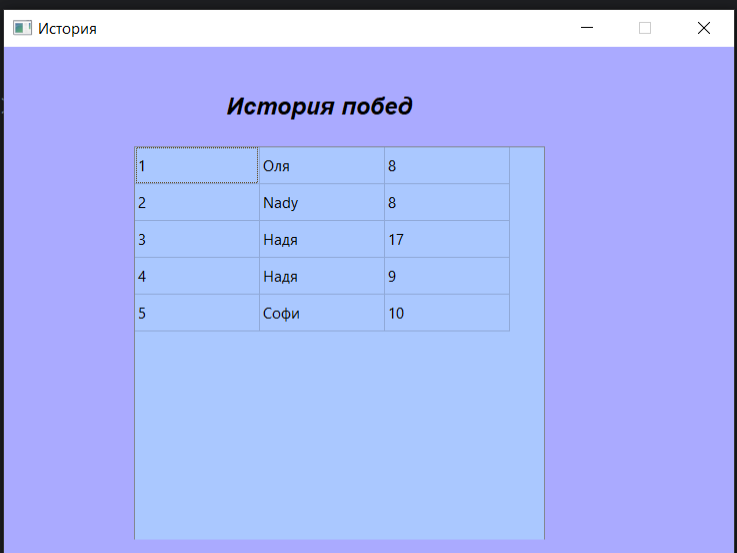 История
История побед
1 Оля 8
2 Nady 8
3 Надя 17
4 Надя 9
5 Софи 10